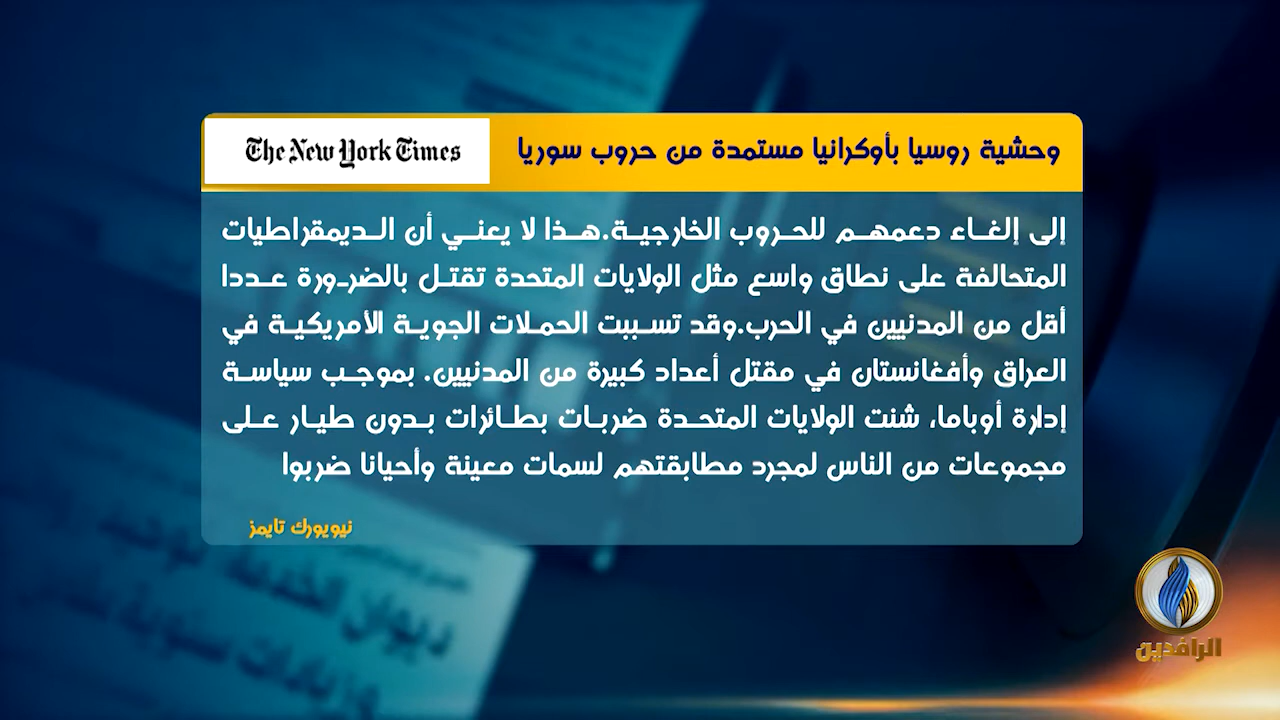 وحشية روسيا بأوكرانيا مستمدة من حروب سوريا
The New York Times
إلى إلغاء دعمهم للحروب الخارجية.هذا لا يعني أن الديمقراطيات
المتحالفة على نطاق واسع مثل الولايات المتحدة تقتل بالضرورة عددا
أقل من المدنيين في الحرب.وقد تسببت الحملات الجوية الأمريكية في
العراق وأفغانستان في مقتل أعداد كبيرة من المدنيين. بموجب سياسة
إدارة أوباما، شنت الولايات المتحدة ضربات بطائرات بدون طيار على
مجموعات من الناس لمجرد مطابقتهم لسمات معينة وأحيانا ضربوا
نيويورك تايمز
ديوان الخدمة
الرافدين